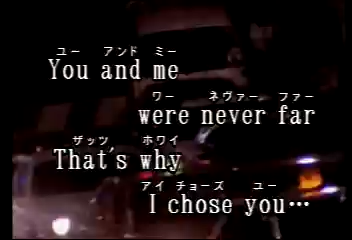 ユー アンド ミー
You and me
ワー ネヴァー ファー
were never far
ザッツ ホワイ
That's why
アイ チョーズ ユー
I chose you…